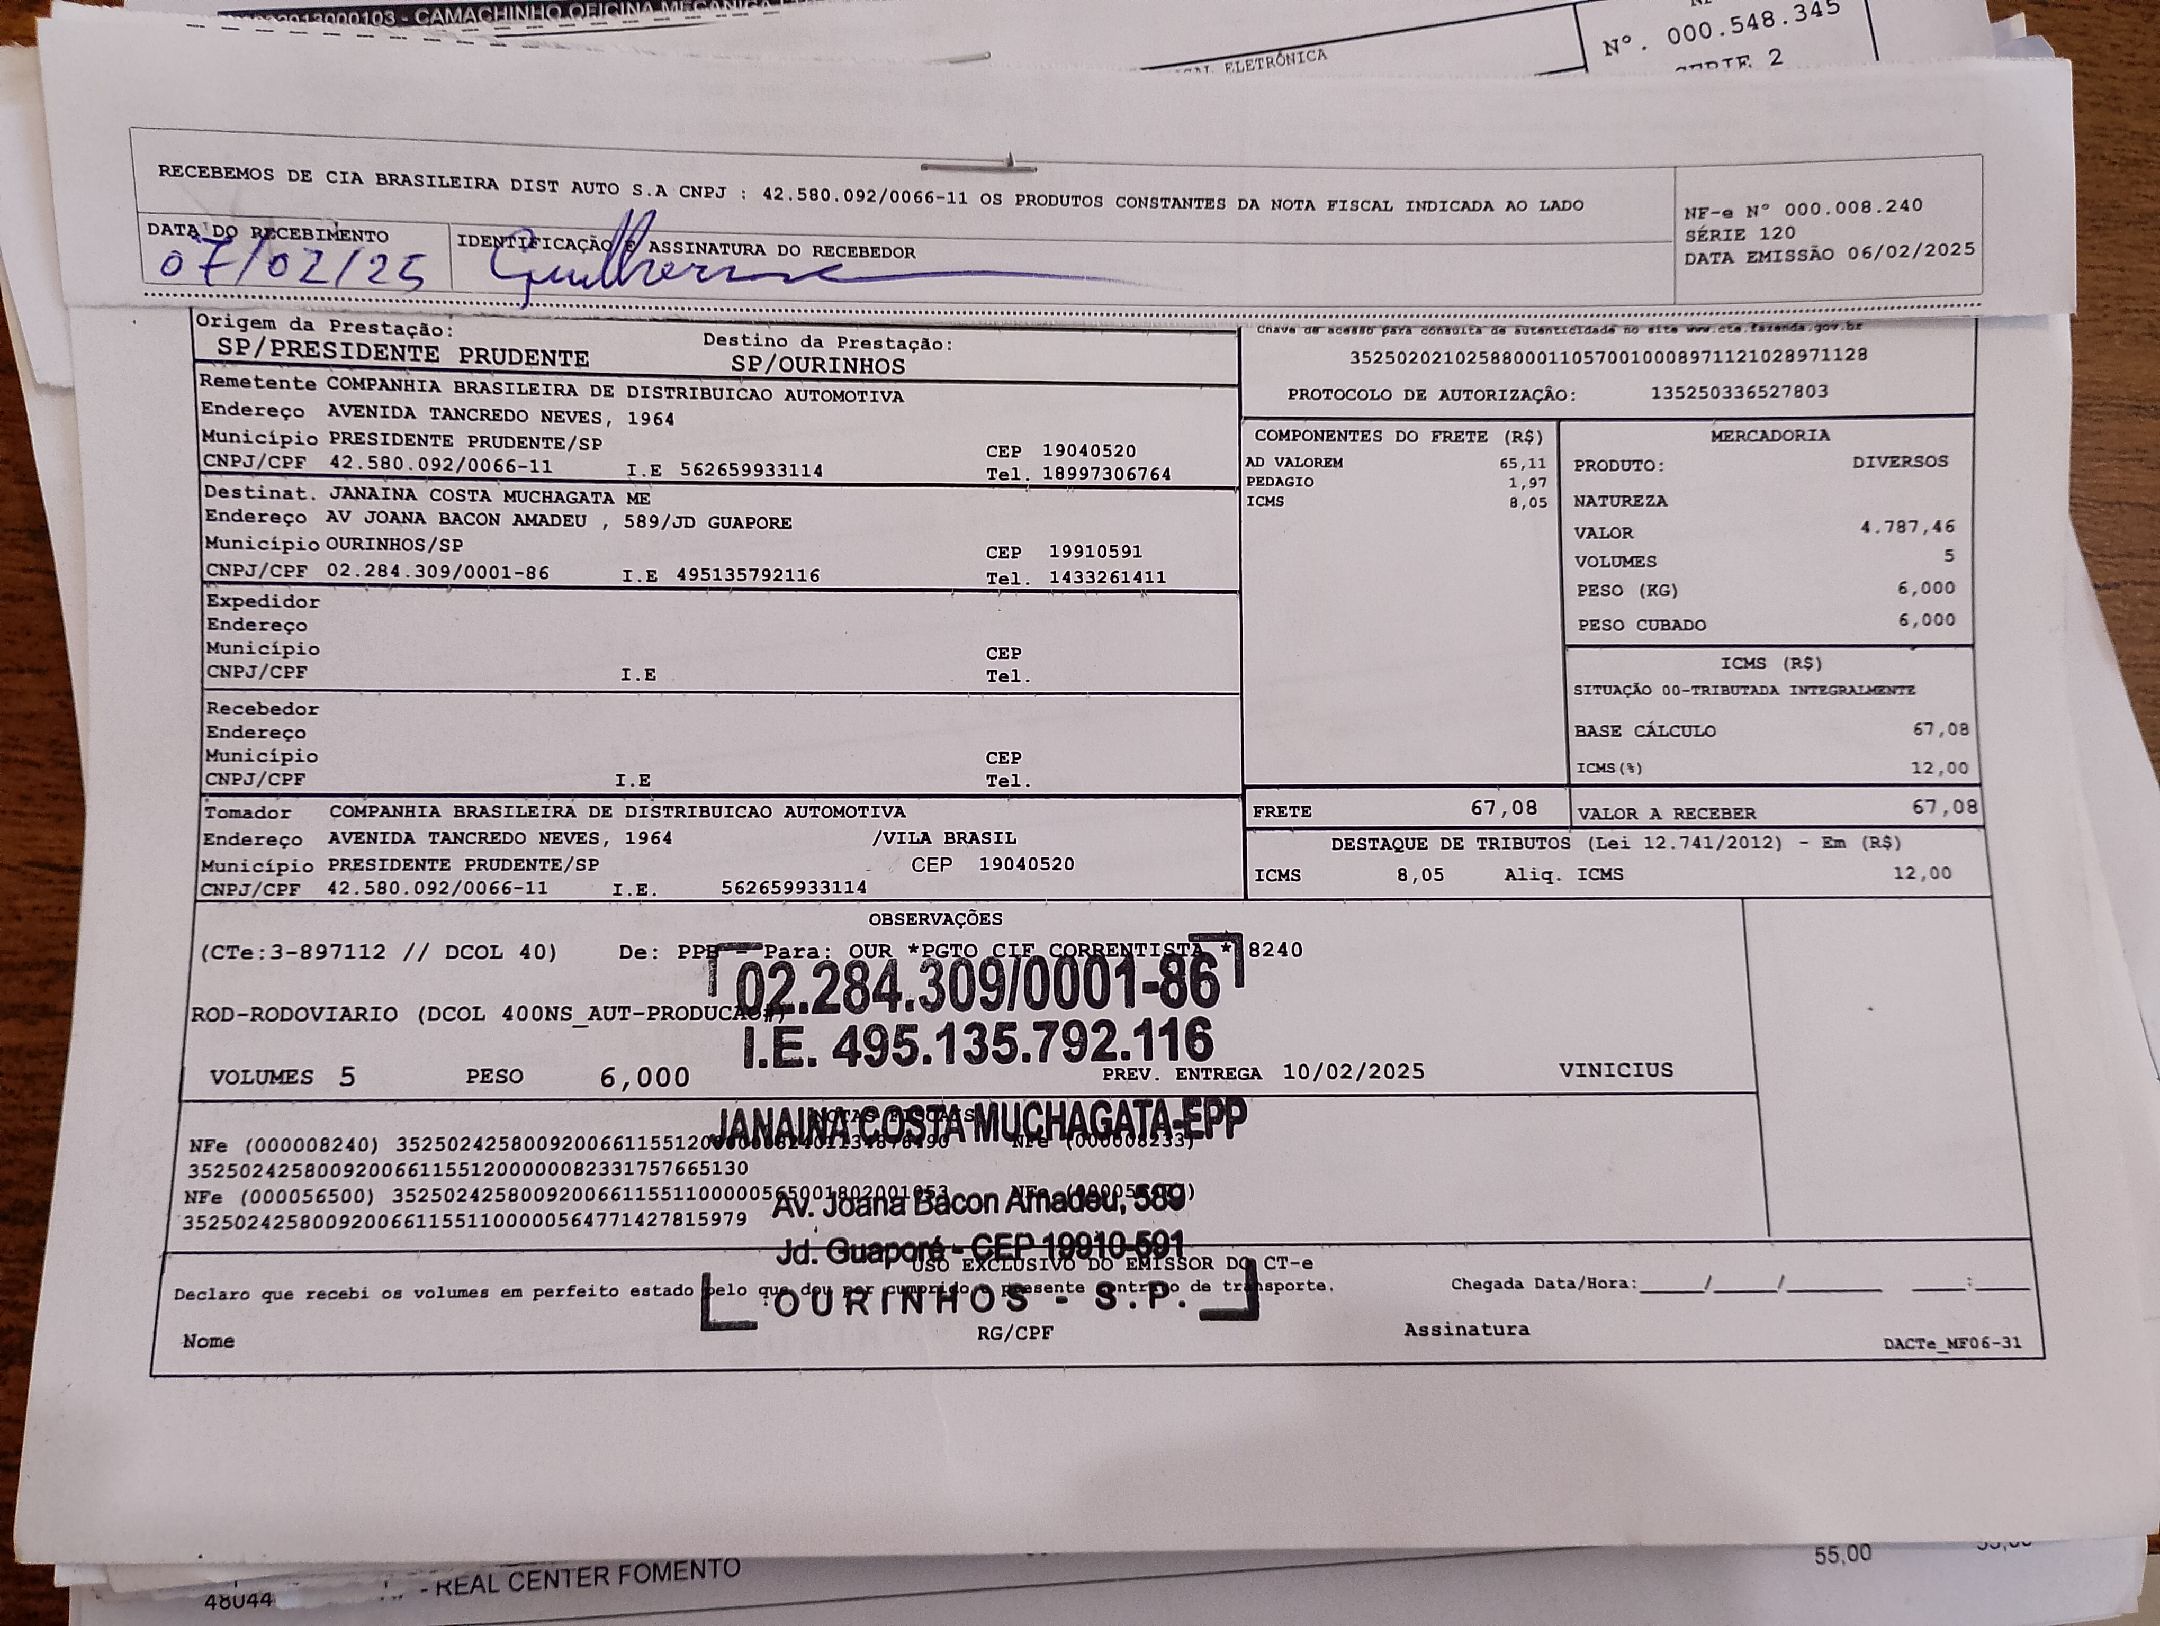 2013000103 - CAMACHINHO OFICINA MECANICA
ELETRÔNICA
Nº. 000.548.345
SERIE 2
RECEBEMOS DE CIA BRASILEIRA DIST AUTO S.A CNPJ : 42.580.092/0066-11 OS PRODUTOS CONSTANTES DA NOTA FISCAL INDICADA AO LADO
NF-e Nº 000.008.240
SÉRIE 120
DATA EMISSÃO 06/02/2025
DATA DO RECEBIMENTO
IDENTIFICAÇÃO E ASSINATURA DO RECEBEDOR
07/02/25
Guilherme
Origem da Prestação:
SP/PRESIDENTE PRUDENTE
Destino da Prestação:
SP/OURINHOS
Chave de acesso para consulta de autenticidade no site www.cte.fazenda.gov.br
35250202102588000110570010008971121028971128
PROTOCOLO DE AUTORIZAÇÃO: 135250336527803
Remetente COMPANHIA BRASILEIRA DE DISTRIBUICAO AUTOMOTIVA
Endereço AVENIDA TANCREDO NEVES, 1964
Município PRESIDENTE PRUDENTE/SP CEP 19040520
CNPJ/CPF 42.580.092/0066-11 I.E 562659933114 Tel. 18997306764
Destinat. JANAINA COSTA MUCHAGATA ME
Endereço AV JOANA BACON AMADEU , 589/JD GUAPORE
Município OURINHOS/SP CEP 19910591
CNPJ/CPF 02.284.309/0001-86 I.E 495135792116 Tel. 1433261411
Expedidor
Endereço
Município CEP
CNPJ/CPF I.E Tel.
Recebedor
Endereço
Município CEP
CNPJ/CPF I.E Tel.
Tomador COMPANHIA BRASILEIRA DE DISTRIBUICAO AUTOMOTIVA
Endereço AVENIDA TANCREDO NEVES, 1964 /VILA BRASIL
Município PRESIDENTE PRUDENTE/SP CEP 19040520
CNPJ/CPF 42.580.092/0066-11 I.E. 562659933114
COMPONENTES DO FRETE (R$)
AD VALOREM 65,11
PEDAGIO 1,97
ICMS 8,05
MERCADORIA
PRODUTO: DIVERSOS
NATUREZA
VALOR 4.787,46
VOLUMES 5
PESO (KG) 6,000
PESO CUBADO 6,000
ICMS (R$)
SITUAÇÃO 00-TRIBUTADA INTEGRALMENTE
BASE CÁLCULO 67,08
ICMS(%) 12,00
FRETE 67,08
VALOR A RECEBER 67,08
DESTAQUE DE TRIBUTOS (Lei 12.741/2012) - Em (R$)
ICMS 8,05 Aliq. ICMS 12,00
OBSERVAÇÕES
(CTe:3-897112 // DCOL 40) De: PPB - Para: OUR *PGTO CIF CORRENTISTA * 8240
02.284.309/0001-86
ROD-RODOVIARIO (DCOL 400NS_AUT-PRODUCAO#)
I.E. 495.135.792.116
VOLUMES 5 PESO 6,000 PREV. ENTREGA 10/02/2025 VINICIUS
JANAINA COSTA MUCHAGATA-EPP
NFe (000008240) NFe (000008233)
35250242580092006611551200000082331757665130
NFe (000056500) 35250242580092006611551100000565001802001053
35250242580092006611551100000564771427815979
Av. Joana Bacon Amadeu, 589
Jd. Guaporé - CEP 19910-591
USO EXCLUSIVO DO EMISSOR DO CT-e
Declaro que recebi os volumes em perfeito estado pelo que dou por cumprido o presente contrato de transporte. Chegada Data/Hora:____/____/______ ____:____
OURINHOS - S.P.
Nome RG/CPF Assinatura DACTe_MF06-31
48044 - REAL CENTER FOMENTO 55,00